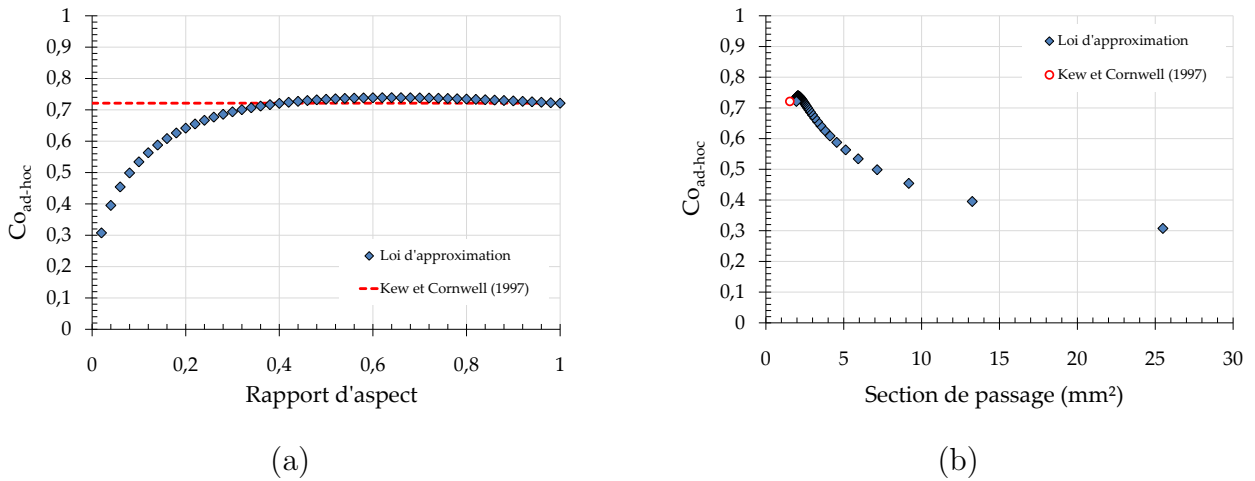 1
0,9
0,8
0,7
0,6
0,5
0,4
0,3
0,2
0,1
0
Co_ad-hoc
Loi d'approximation
Kew et Cornwell (1997)
0 0,2 0,4 0,6 0,8 1
Rapport d'aspect
(a)
1
0,9
0,8
0,7
0,6
0,5
0,4
0,3
0,2
0,1
0
Co_ad-hoc
Loi d'approximation
Kew et Cornwell (1997)
0 5 10 15 20 25 30
Section de passage (mm²)
(b)